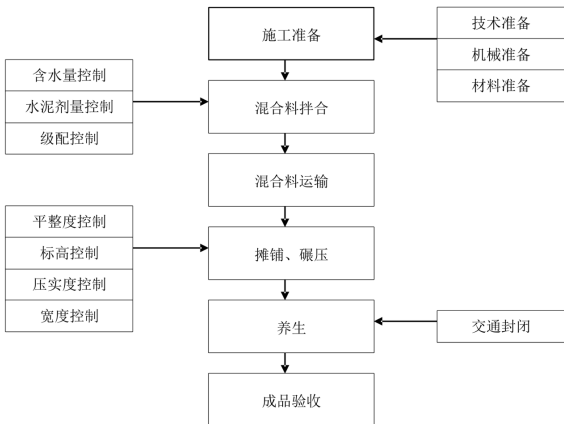 施工准备
技术准备
机械准备
材料准备
含水量控制
水泥剂量控制
级配控制
混合料拌合
混合料运输
平整度控制
标高控制
压实度控制
宽度控制
摊铺、碾压
养生
交通封闭
成品验收